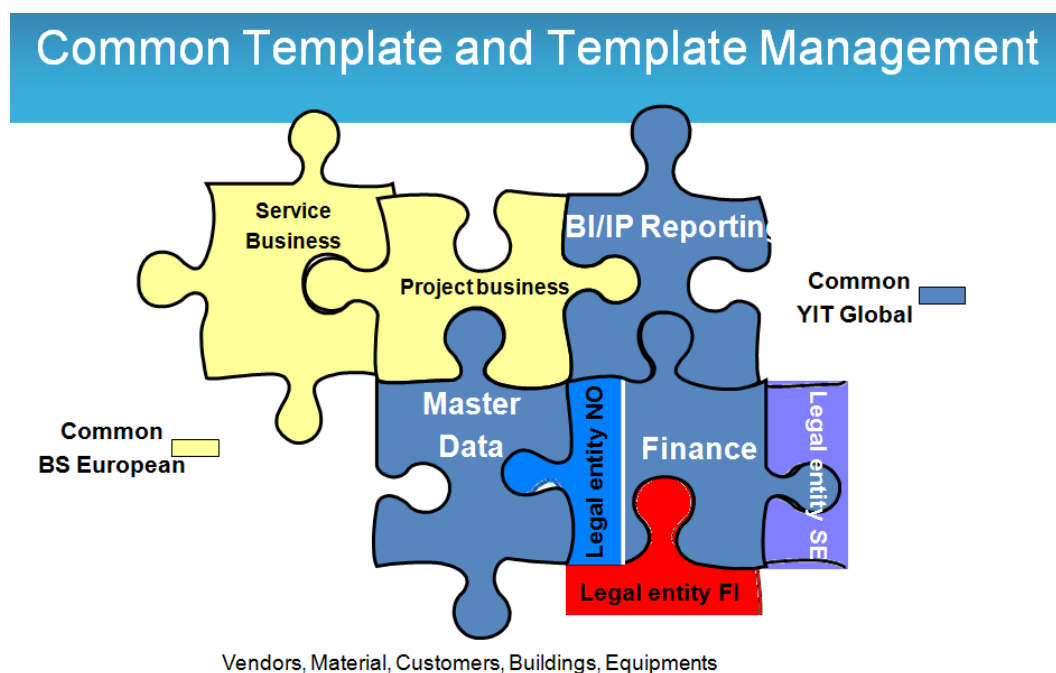 Common Template and Template Management
Service
Business
Project business
BI/IP Reporting
Common
YIT Global
Master
Data
Legal entity NO
Finance
Legal entity SE
Common
BS European
Legal entity FI
Vendors, Material, Customers, Buildings, Equipments